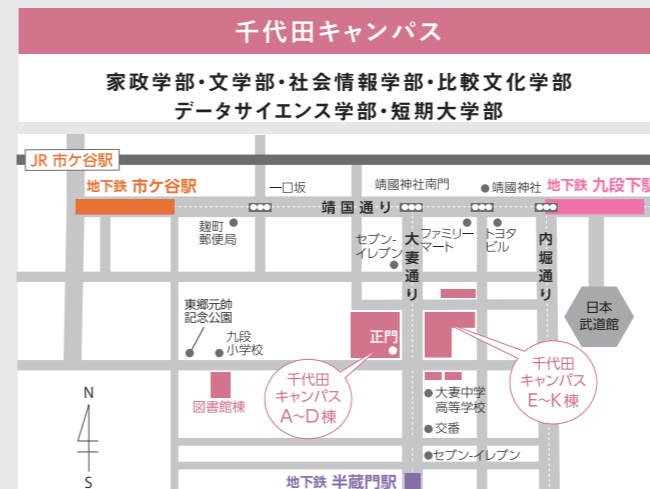 千代田キャンパス
家政学部・文学部・社会情報学部・比較文化学部
データサイエンス学部・短期大学部
JR 市ケ谷駅
地下鉄 市ケ谷駅
一口坂
靖國神社南門
靖國神社
地下鉄 九段下駅
靖国通り
麹町
郵便局
セブン-
イレブン
大妻通り
ファミリー
マート
トヨタ
ビル
内堀通り
日本
武道館
東郷元帥
記念公園
九段
小学校
正門
千代田
キャンパス
A～D棟
千代田
キャンパス
E～K棟
図書館棟
大妻中学
高等学校
交番
セブン-イレブン
地下鉄 半蔵門駅
N
S